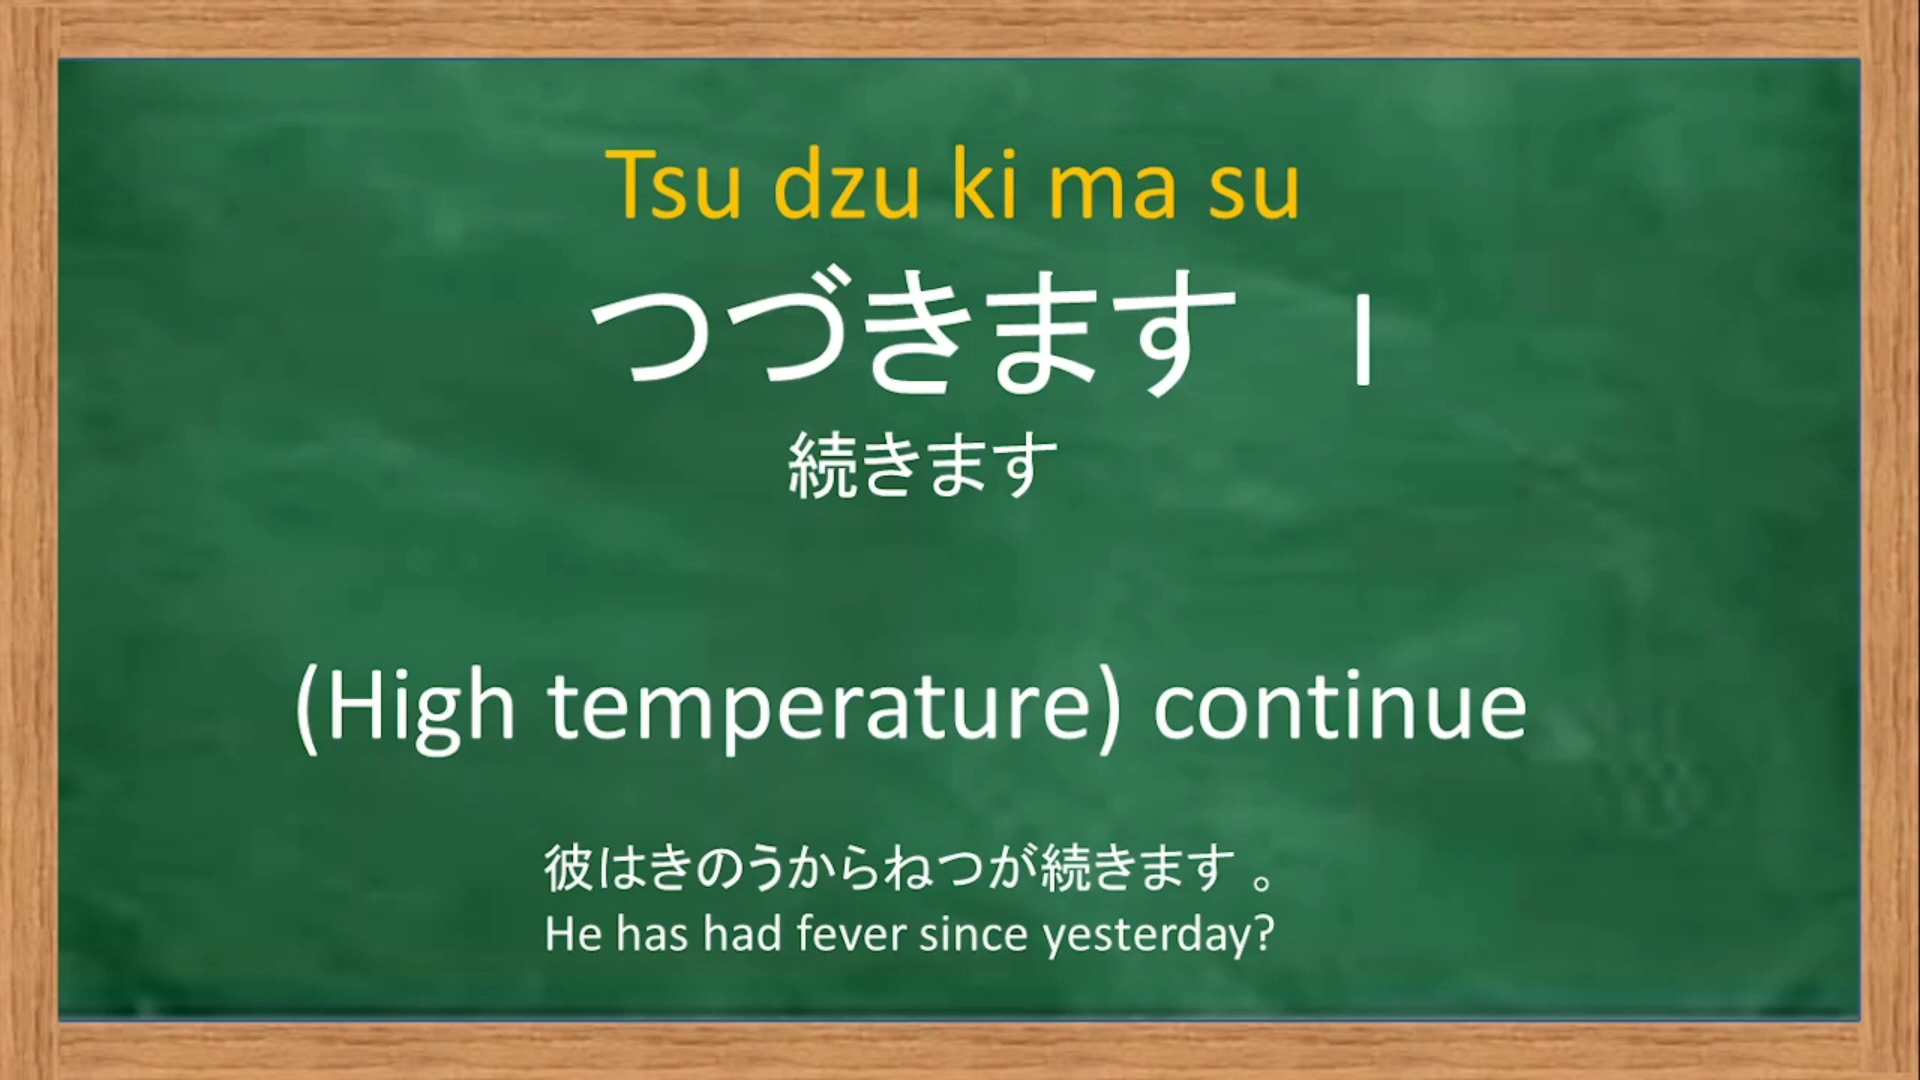 Tsu dzu ki ma su
つづきます I
続きます
(High temperature) continue
彼はきのうからねつが続きます 。
He has had fever since yesterday?